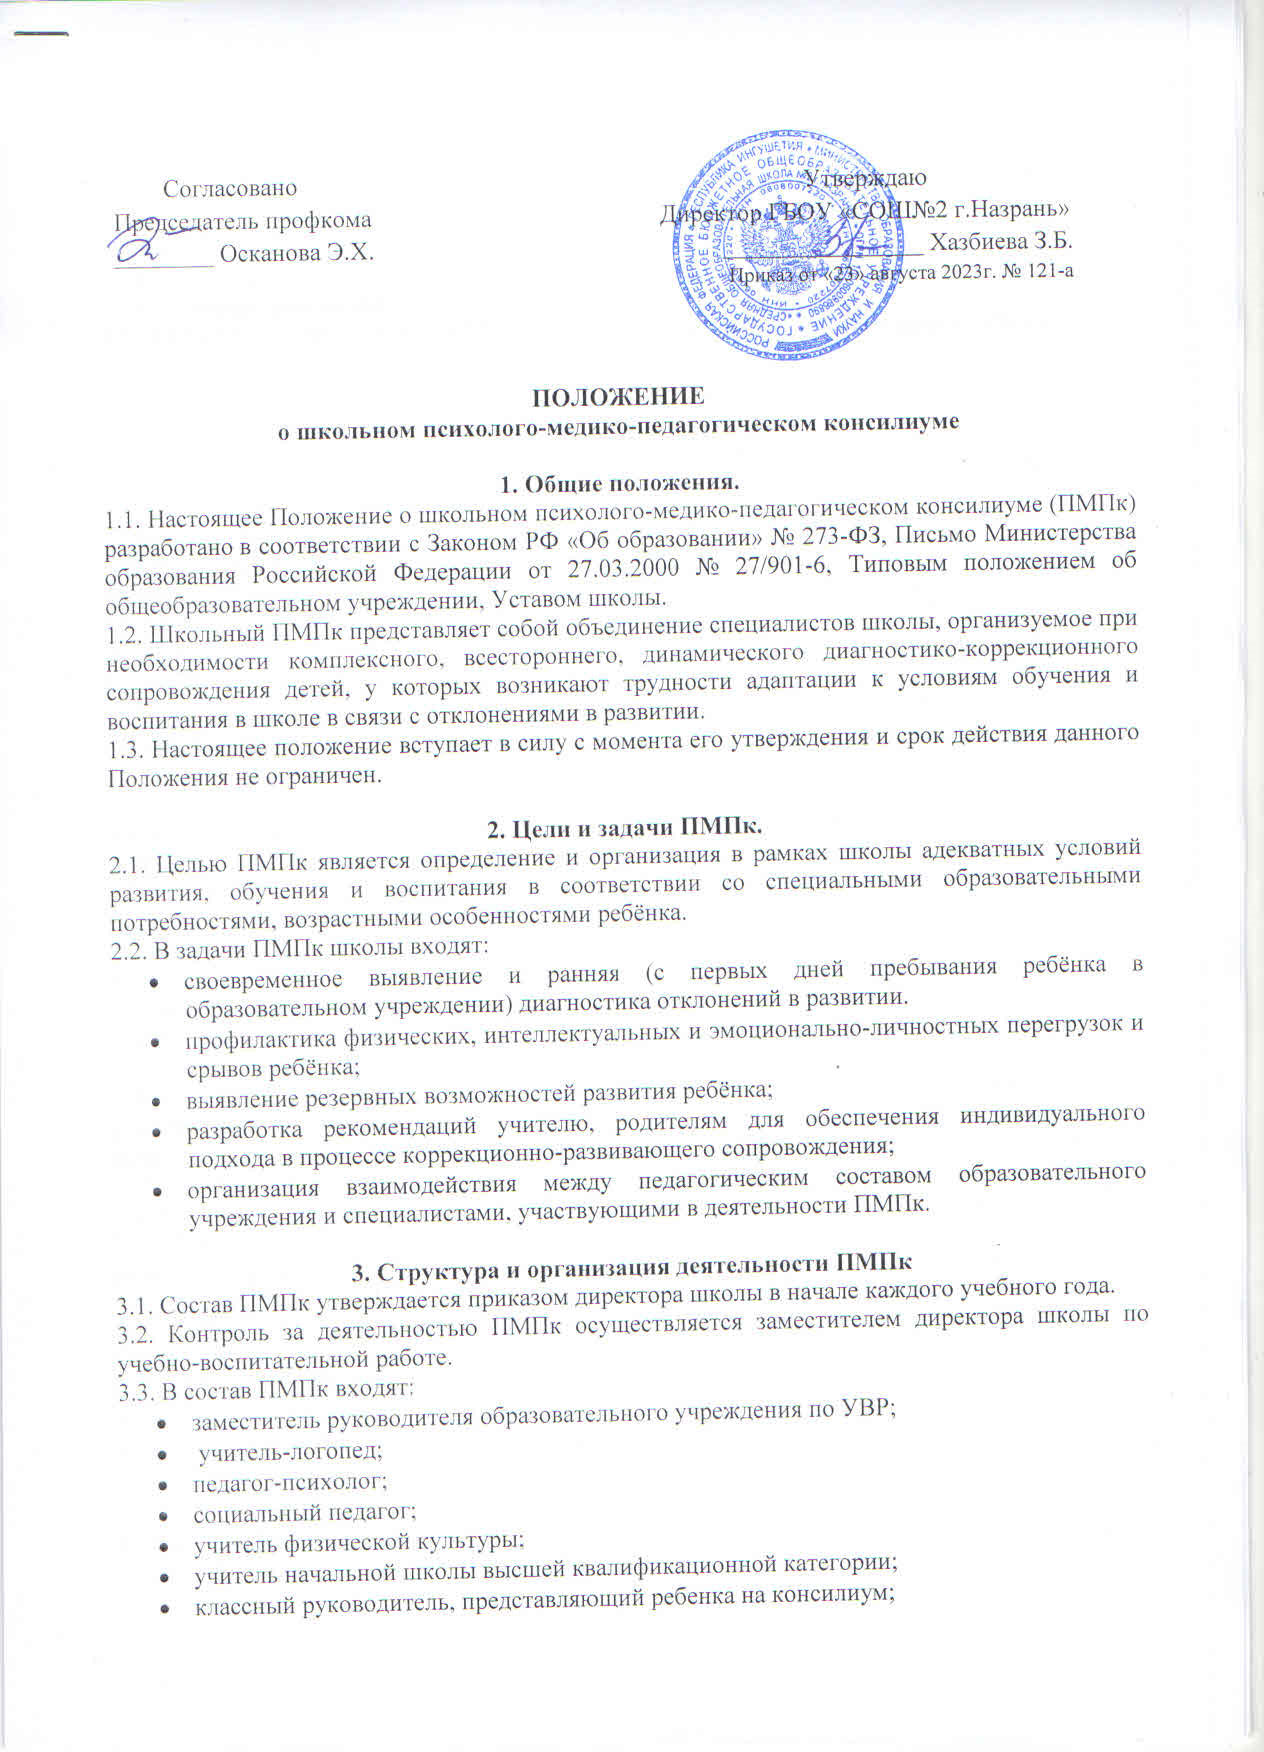 Согласовано
Председатель профкома
________ Осканова Э.Х.
Утверждаю
Директор ГБОУ «СОШ№2 г.Назрань»
Хазбиева З.Б.
Приказ от «23» августа 2023г. № 121-а
ПОЛОЖЕНИЕ
о школьном психолого-медико-педагогическом консилиуме
1. Общие положения.
1.1. Настоящее Положение о школьном психолого-медико-педагогическом консилиуме (ПМПк)
разработано в соответствии с Законом РФ «Об образовании» № 273-ФЗ, Письмо Министерства
образования Российской Федерации от 27.03.2000 № 27/901-6, Типовым положением об
общеобразовательном учреждении, Уставом школы.
1.2. Школьный ПМПк представляет собой объединение специалистов школы, организуемое при
необходимости комплексного, всестороннего, динамического диагностико-коррекционного
сопровождения детей, у которых возникают трудности адаптации к условиям обучения и
воспитания в школе в связи с отклонениями в развитии.
1.3. Настоящее положение вступает в силу с момента его утверждения и срок действия данного
Положения не ограничен.
2. Цели и задачи ПМПк.
2.1. Целью ПМПк является определение и организация в рамках школы адекватных условий
развития, обучения и воспитания в соответствии со специальными образовательными
потребностями, возрастными особенностями ребёнка.
2.2. В задачи ПМПк школы входят:
• своевременное выявление и ранняя (с первых дней пребывания ребёнка в
образовательном учреждении) диагностика отклонений в развитии.
• профилактика физических, интеллектуальных и эмоционально-личностных перегрузок и
срывов ребёнка;
• выявление резервных возможностей развития ребёнка;
• разработка рекомендаций учителю, родителям для обеспечения индивидуального
подхода в процессе коррекционно-развивающего сопровождения;
• организация взаимодействия между педагогическим составом образовательного
учреждения и специалистами, участвующими в деятельности ПМПк.
3. Структура и организация деятельности ПМПк
3.1. Состав ПМПк утверждается приказом директора школы в начале каждого учебного года.
3.2. Контроль за деятельностью ПМПк осуществляется заместителем директора школы по
учебно-воспитательной работе.
3.3. В состав ПМПк входят:
• заместитель руководителя образовательного учреждения по УВР;
• учитель-логопед;
• педагог-психолог;
• социальный педагог;
• учитель физической культуры;
• учитель начальной школы высшей квалификационной категории;
• классный руководитель, представляющий ребенка на консилиум;